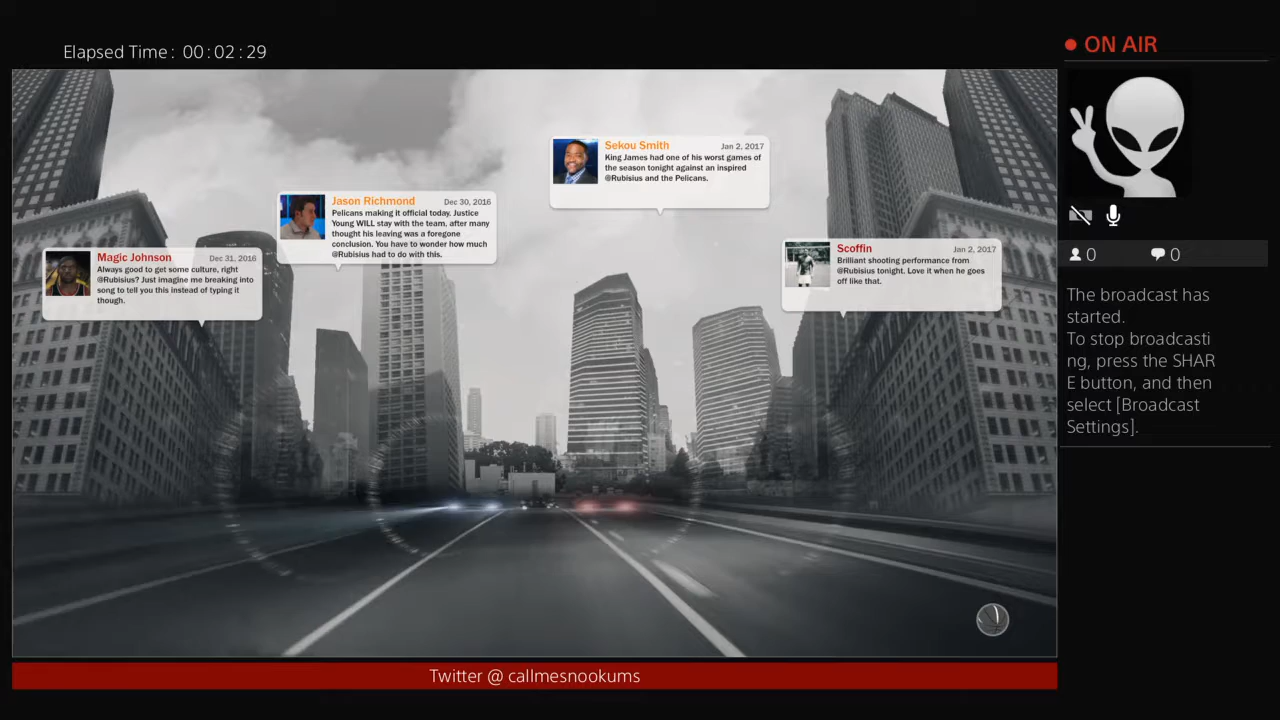 Elapsed Time: 00:02:29
ON AIR
Sekou Smith
Jan 2, 2017
King James had one of his worst games of
the season tonight against an inspired
@Rubisius and the Pelicans.
Jason Richmond
Dec 30, 2016
Pelicans making it official today. Justice
Young WILL stay with the team, after many
thought his leaving was a foregone
conclusion. You have to wonder how much
@Rubisius had to do with this.
Magic Johnson
Dec 31, 2016
Always good to get some culture, right
@Rubisius? Just imagine me breaking into
song to tell you this instead of typing it
though.
Scoffin
Jan 2, 2017
Brilliant shooting performance from
@Rubisius tonight. Love it when he goes
off like that.
0
0
The broadcast has
started.
To stop broadcasti
ng, press the SHAR
E button, and then
select [Broadcast
Settings].
Twitter @ callmesnookums